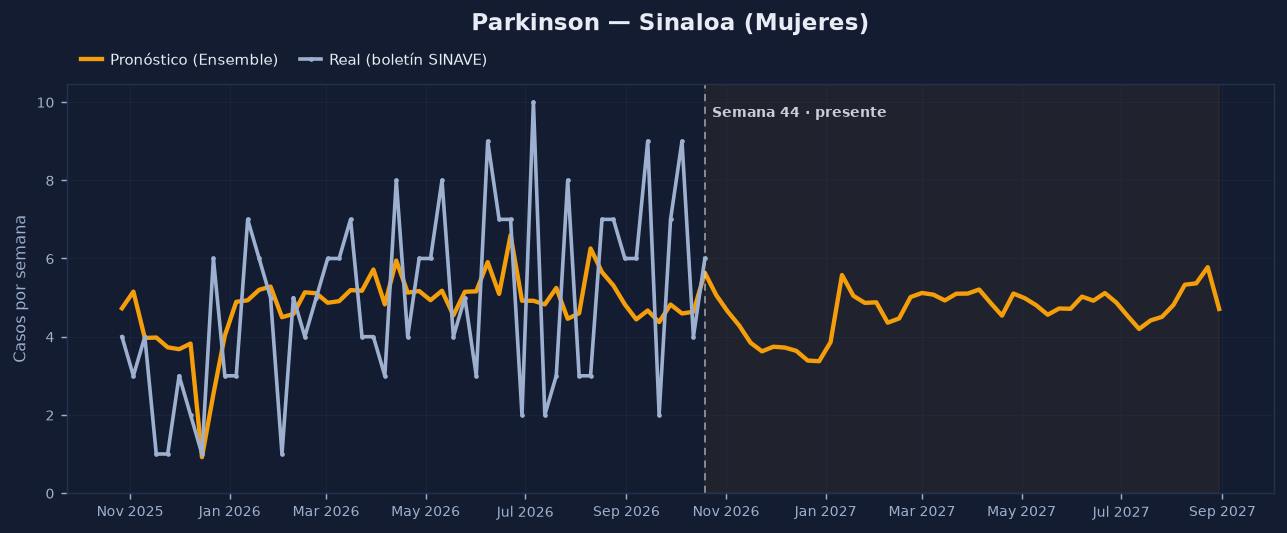 Parkinson — Sinaloa (Mujeres)
Pronóstico (Ensemble)
Real (boletín SINAVE)
Semana 44 · presente
Casos por semana
10
8
6
4
2
0
Nov 2025
Jan 2026
Mar 2026
May 2026
Jul 2026
Sep 2026
Nov 2026
Jan 2027
Mar 2027
May 2027
Jul 2027
Sep 2027